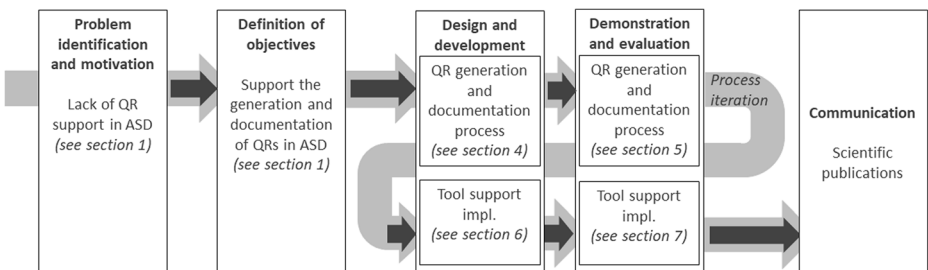 Problem
identification
and motivation
Lack of QR
support in ASD
(see section 1)
Definition of
objectives
Support the
generation and
documentation
of QRs in ASD
(see section 1)
Design and
development
QR generation
and
documentation
process
(see section 4)
Tool support
impl.
(see section 6)
Demonstration
and evaluation
QR generation
and
documentation
process
(see section 5)
Tool support
impl.
(see section 7)
Process
iteration
Communication
Scientific
publications